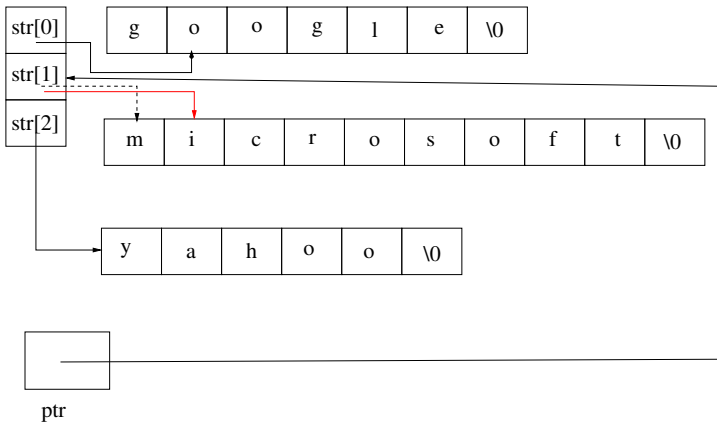 str[0] g o o g l e \0
str[1]
str[2] m i c r o s o f t \0
y a h o o \0
ptr